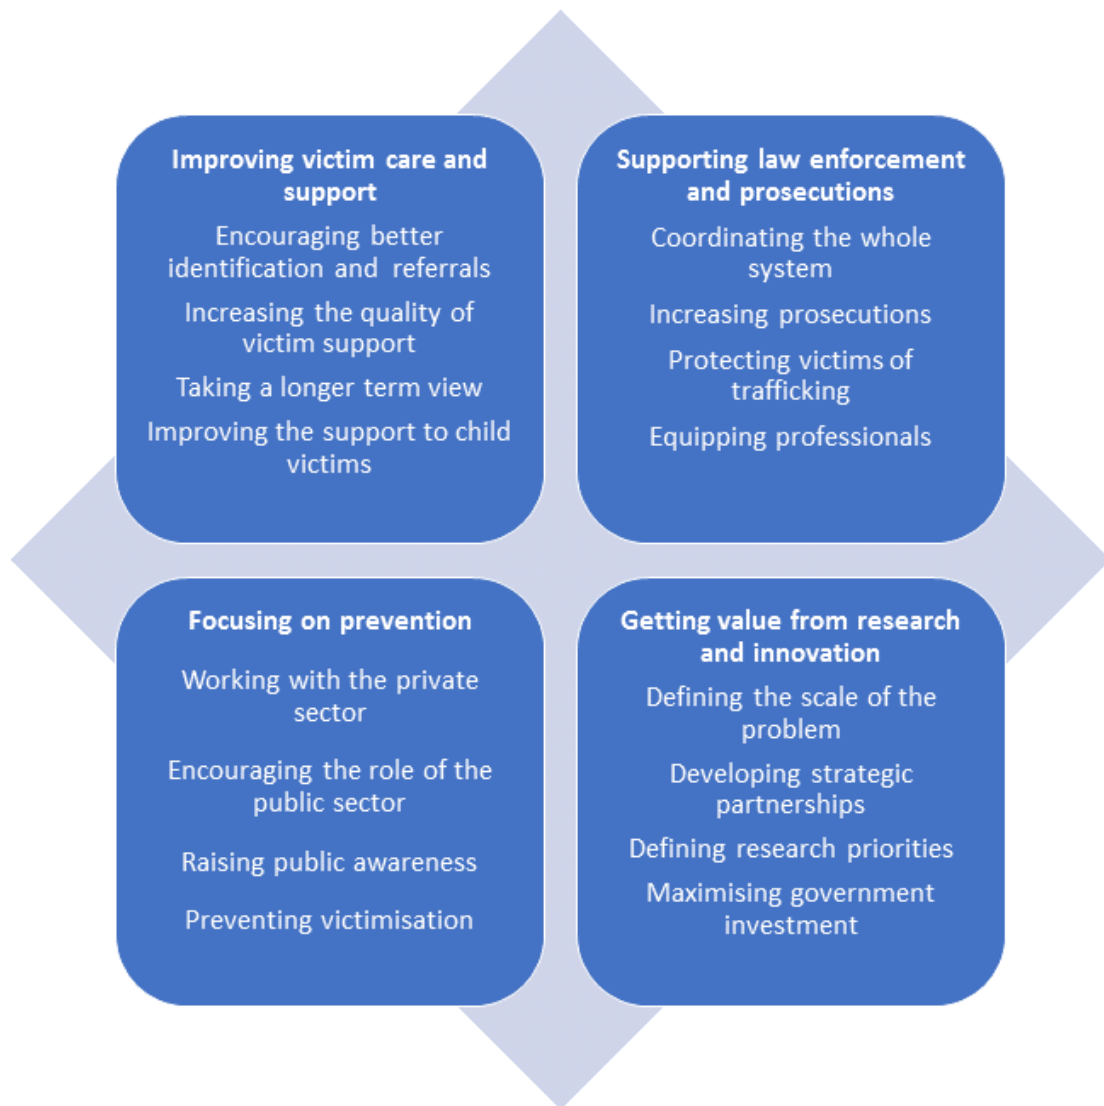 Improving victim care and
support
Encouraging better
identification and referrals
Increasing the quality of
victim support
Taking a longer term view
Improving the support to child
victims
Supporting law enforcement
and prosecutions
Coordinating the whole
system
Increasing prosecutions
Protecting victims of
trafficking
Equipping professionals
Focusing on prevention
Working with the private
sector
Encouraging the role of the
public sector
Raising public awareness
Preventing victimisation
Getting value from research
and innovation
Defining the scale of the
problem
Developing strategic
partnerships
Defining research priorities
Maximising government
investment